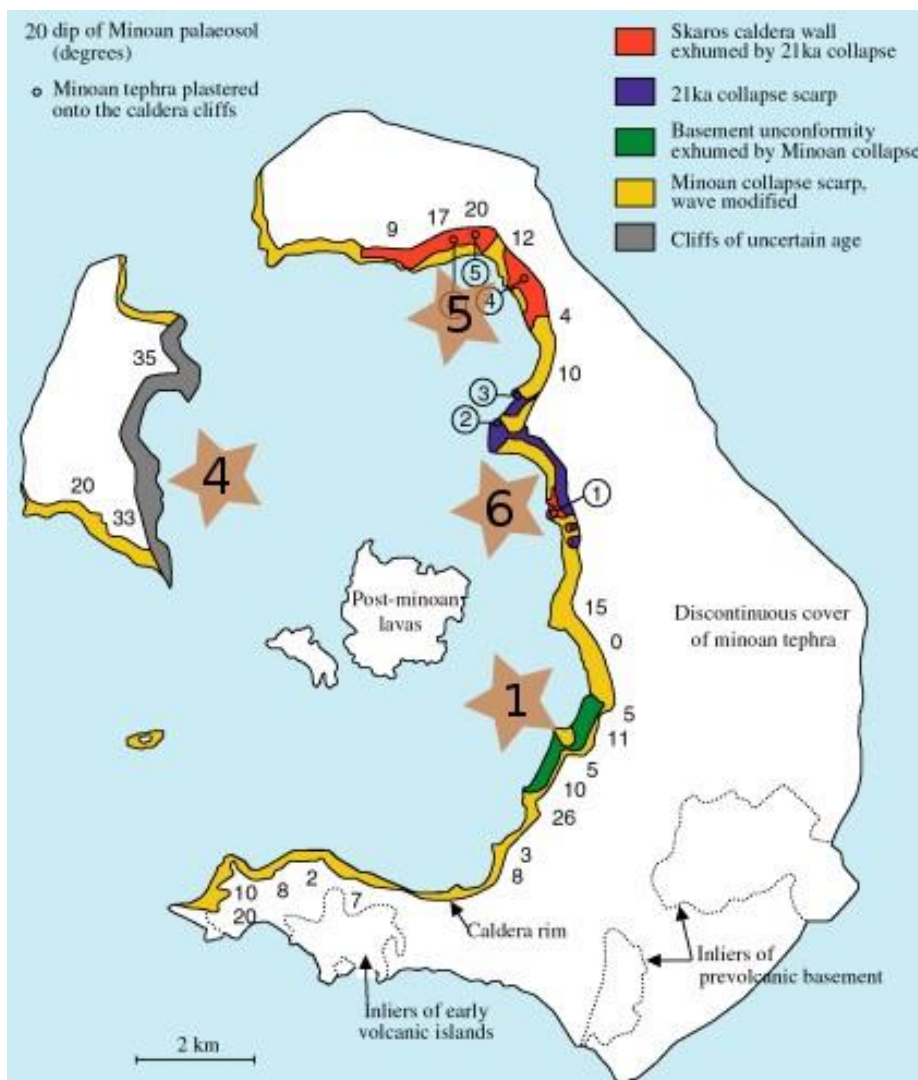 20 dip of Minoan palaeosol
(degrees)
Minoan tephra plastered
onto the caldera cliffs
Skaros caldera wall
exhumed by 21ka collapse
21ka collapse scarp
Basement unconformity
exhumed by Minoan collapse
Minoan collapse scarp,
wave modified
Cliffs of uncertain age
9
17
20
12
5
4
5
4
10
35
3
2
4
20
33
6
1
Post-minoan
lavas
15
0
Discontinuous cover
of minoan tephra
1
5
11
5
10
26
3
8
2
8
10
7
20
Caldera rim
Inliers of
prevolcanic basement
Inliers of early
volcanic islands
2 km